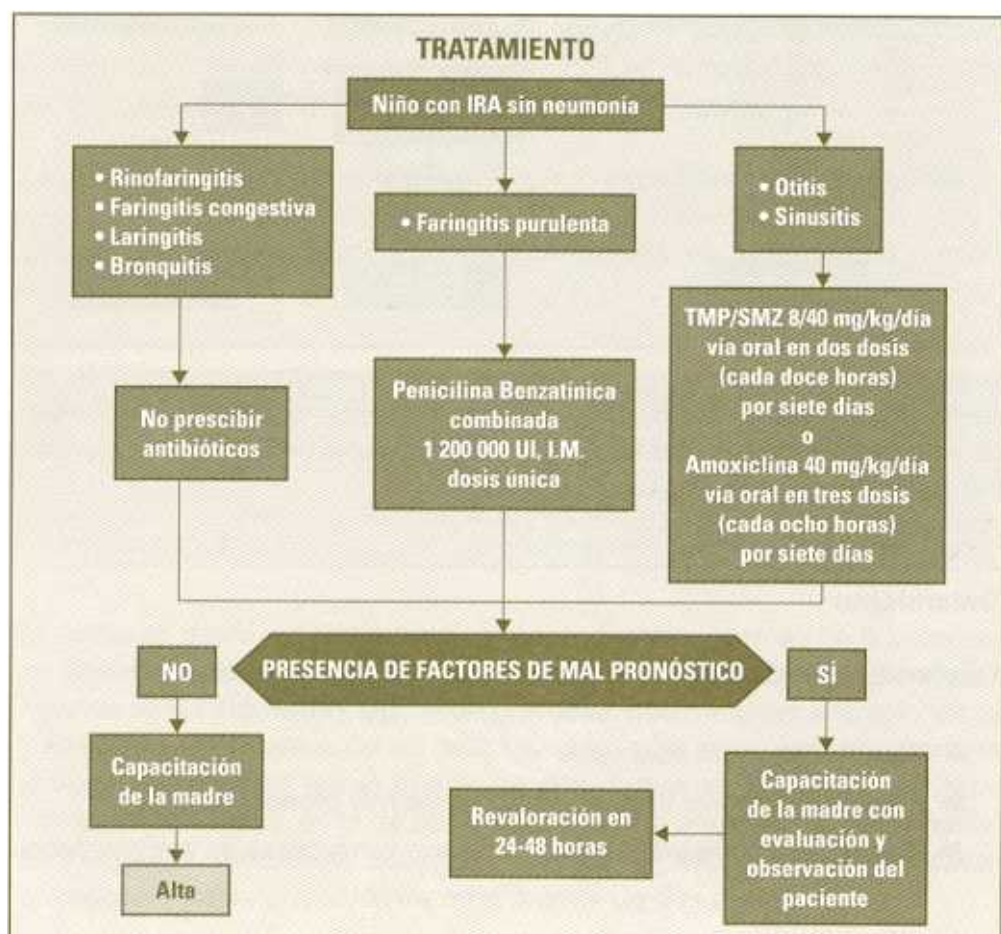 TRATAMIENTO
Niño con IRA sin neumonía
• Rinofaringitis
• Faringitis congestiva
• Laringitis
• Bronquitis
• Faringitis purulenta
• Otitis
• Sinusitis
No prescibir
antibióticos
Penicilina Benzatínica
combinada
1 200 000 UI, I.M.
dosis única
TMP/SMZ 8/40 mg/kg/día
vía oral en dos dosis
(cada doce horas)
por siete días
o
Amoxiclina 40 mg/kg/día
vía oral en tres dosis
(cada ocho horas)
por siete días
PRESENCIA DE FACTORES DE MAL PRONÓSTICO
NO
SÍ
Capacitación
de la madre
Alta
Revaloración en
24-48 horas
Capacitación
de la madre con
evaluación y
observación del
paciente